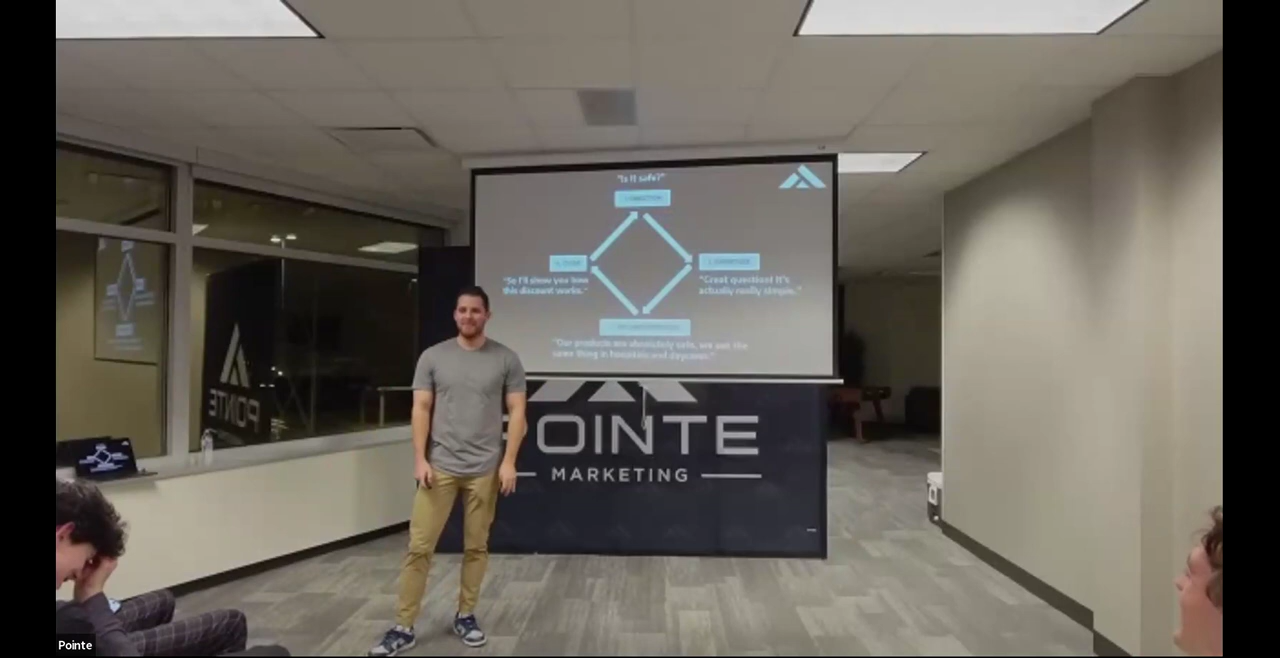 "Is it safe?"
"So I'll show you how
this discount works."
"Great question! It's
actually really simple."
"Our products are absolutely safe, we use the
same thing in hospitals and daycares."
POINTE
OINTE
MARKETING
Pointe